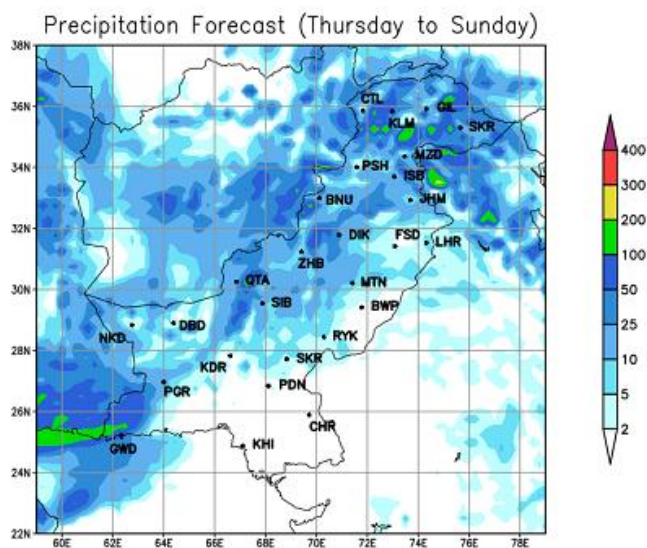 Precipitation Forecast (Thursday to Sunday)
38N
36N
34N
32N
30N
28N
26N
24N
22N
CTL
GIL
KLM
SKR
MZD
PSH
ISB
BNU
JHM
DIK
FSD
LHR
ZHB
QTA
MTN
SIB
BWP
NKD
DBD
RYK
KDR
SKR
PGR
PDN
CHR
GWD
KHI
60E 62E 64E 66E 68E 70E 72E 74E 76E 78E
400
300
200
100
50
25
10
5
2